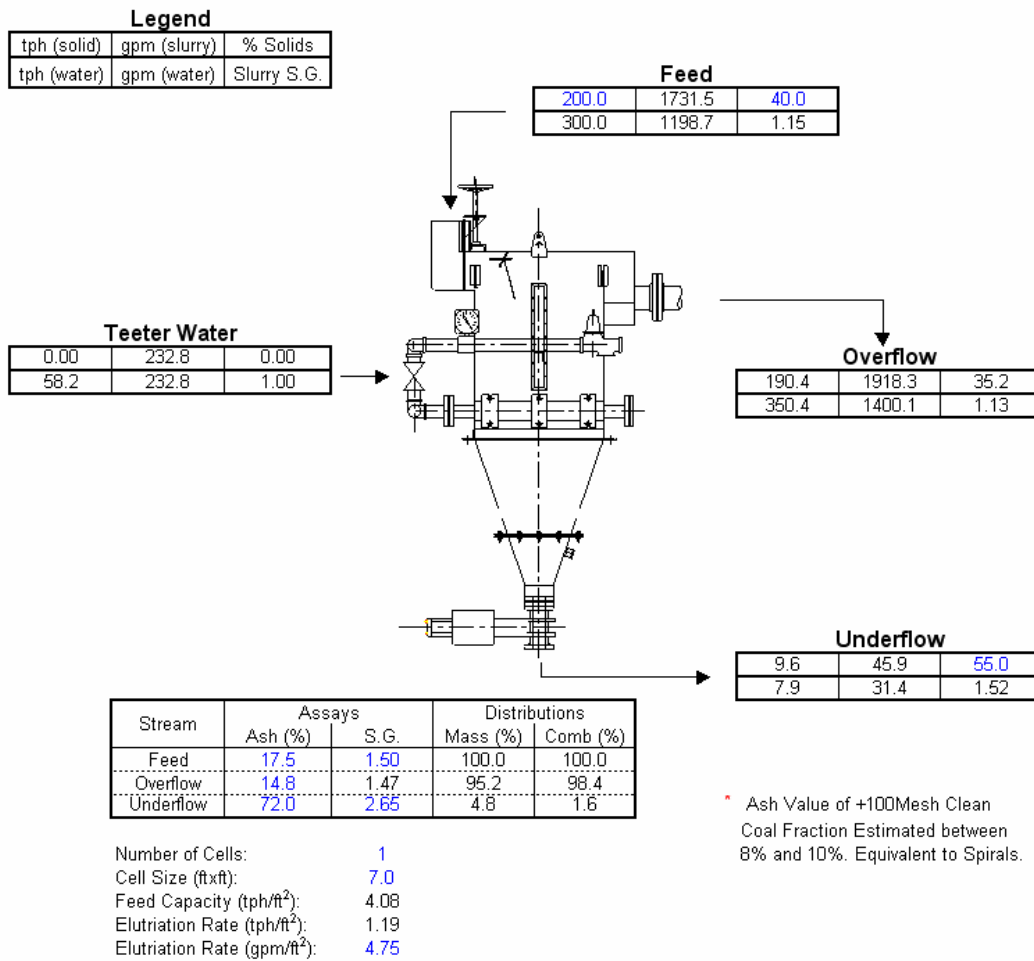 Legend
tph (solid) gpm (slurry) % Solids
tph (water) gpm (water) Slurry S.G.
Feed
200.0 1731.5 40.0
300.0 1198.7 1.15
Teeter Water
0.00 232.8 0.00
58.2 232.8 1.00
Overflow
190.4 1918.3 35.2
350.4 1400.1 1.13
Underflow
9.6 45.9 55.0
7.9 31.4 1.52
Stream Assays Distributions
Ash (%) S.G. Mass (%) Comb (%)
Feed 17.5 1.50 100.0 100.0
Overflow 14.8 1.47 95.2 98.4
Underflow 72.0 2.65 4.8 1.6
* Ash Value of +100Mesh Clean
Coal Fraction Estimated between
8% and 10%. Equivalent to Spirals.
Number of Cells: 1
Cell Size (ftxft): 7.0
Feed Capacity (tph/ft²): 4.08
Elutriation Rate (tph/ft²): 1.19
Elutriation Rate (gpm/ft²): 4.75